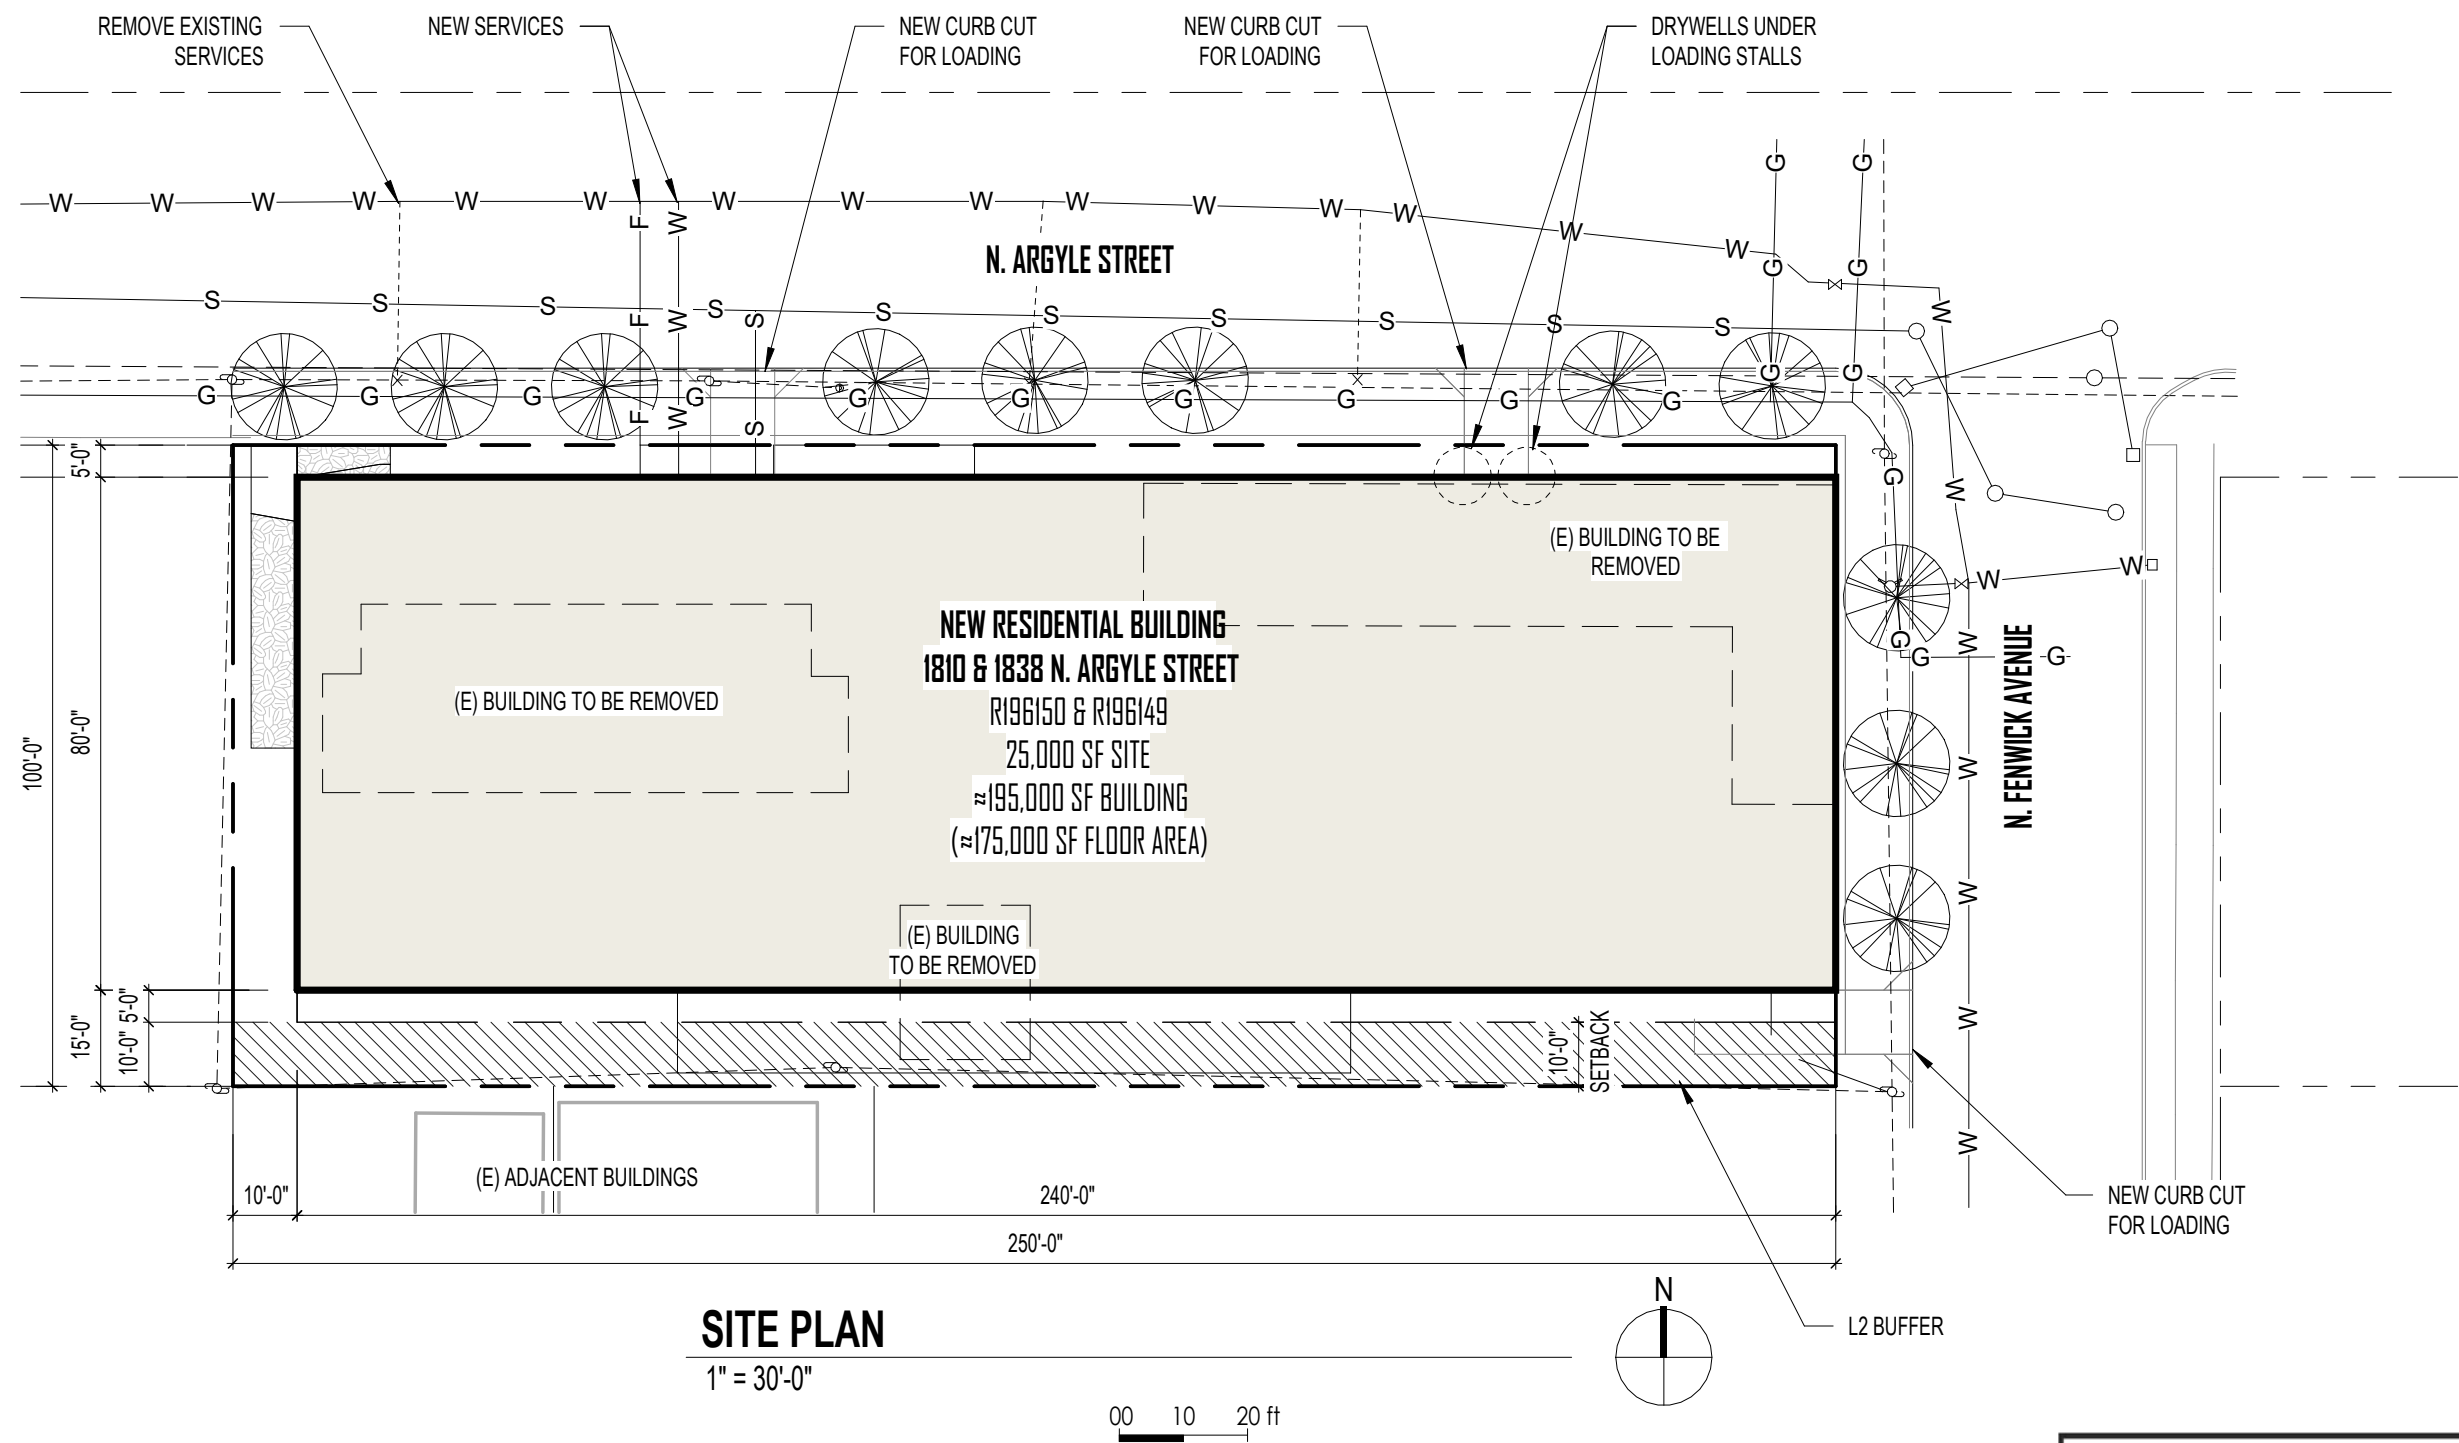 REMOVE EXISTING
SERVICES
NEW SERVICES
NEW CURB CUT
FOR LOADING
NEW CURB CUT
FOR LOADING
DRYWELLS UNDER
LOADING STALLS
G G
W W W W W W W W W W W W W W W
F W
N. ARGYLE STREET
G G
S S S S S S S S S S
F W S
W
G G
G G G G G G G G G G
F W S
G
W
5'-0"
80'-0"
100'-0"
15'-0"
5'-0"
10'-0"
(E) BUILDING TO BE
REMOVED
W W
NEW RESIDENTIAL BUILDING
1810 & 1838 N. ARGYLE STREET
R196150 & R196149
25,000 SF SITE
≈195,000 SF BUILDING
(≈175,000 SF FLOOR AREA)
(E) BUILDING TO BE REMOVED
(E) BUILDING
TO BE REMOVED
G
G G
N. FENWICK AVENUE
W
W
W
W
W
10'-0"
SETBACK
(E) ADJACENT BUILDINGS
10'-0"
240'-0"
250'-0"
NEW CURB CUT
FOR LOADING
L2 BUFFER
N
SITE PLAN
1" = 30'-0"
00 10 20 ft